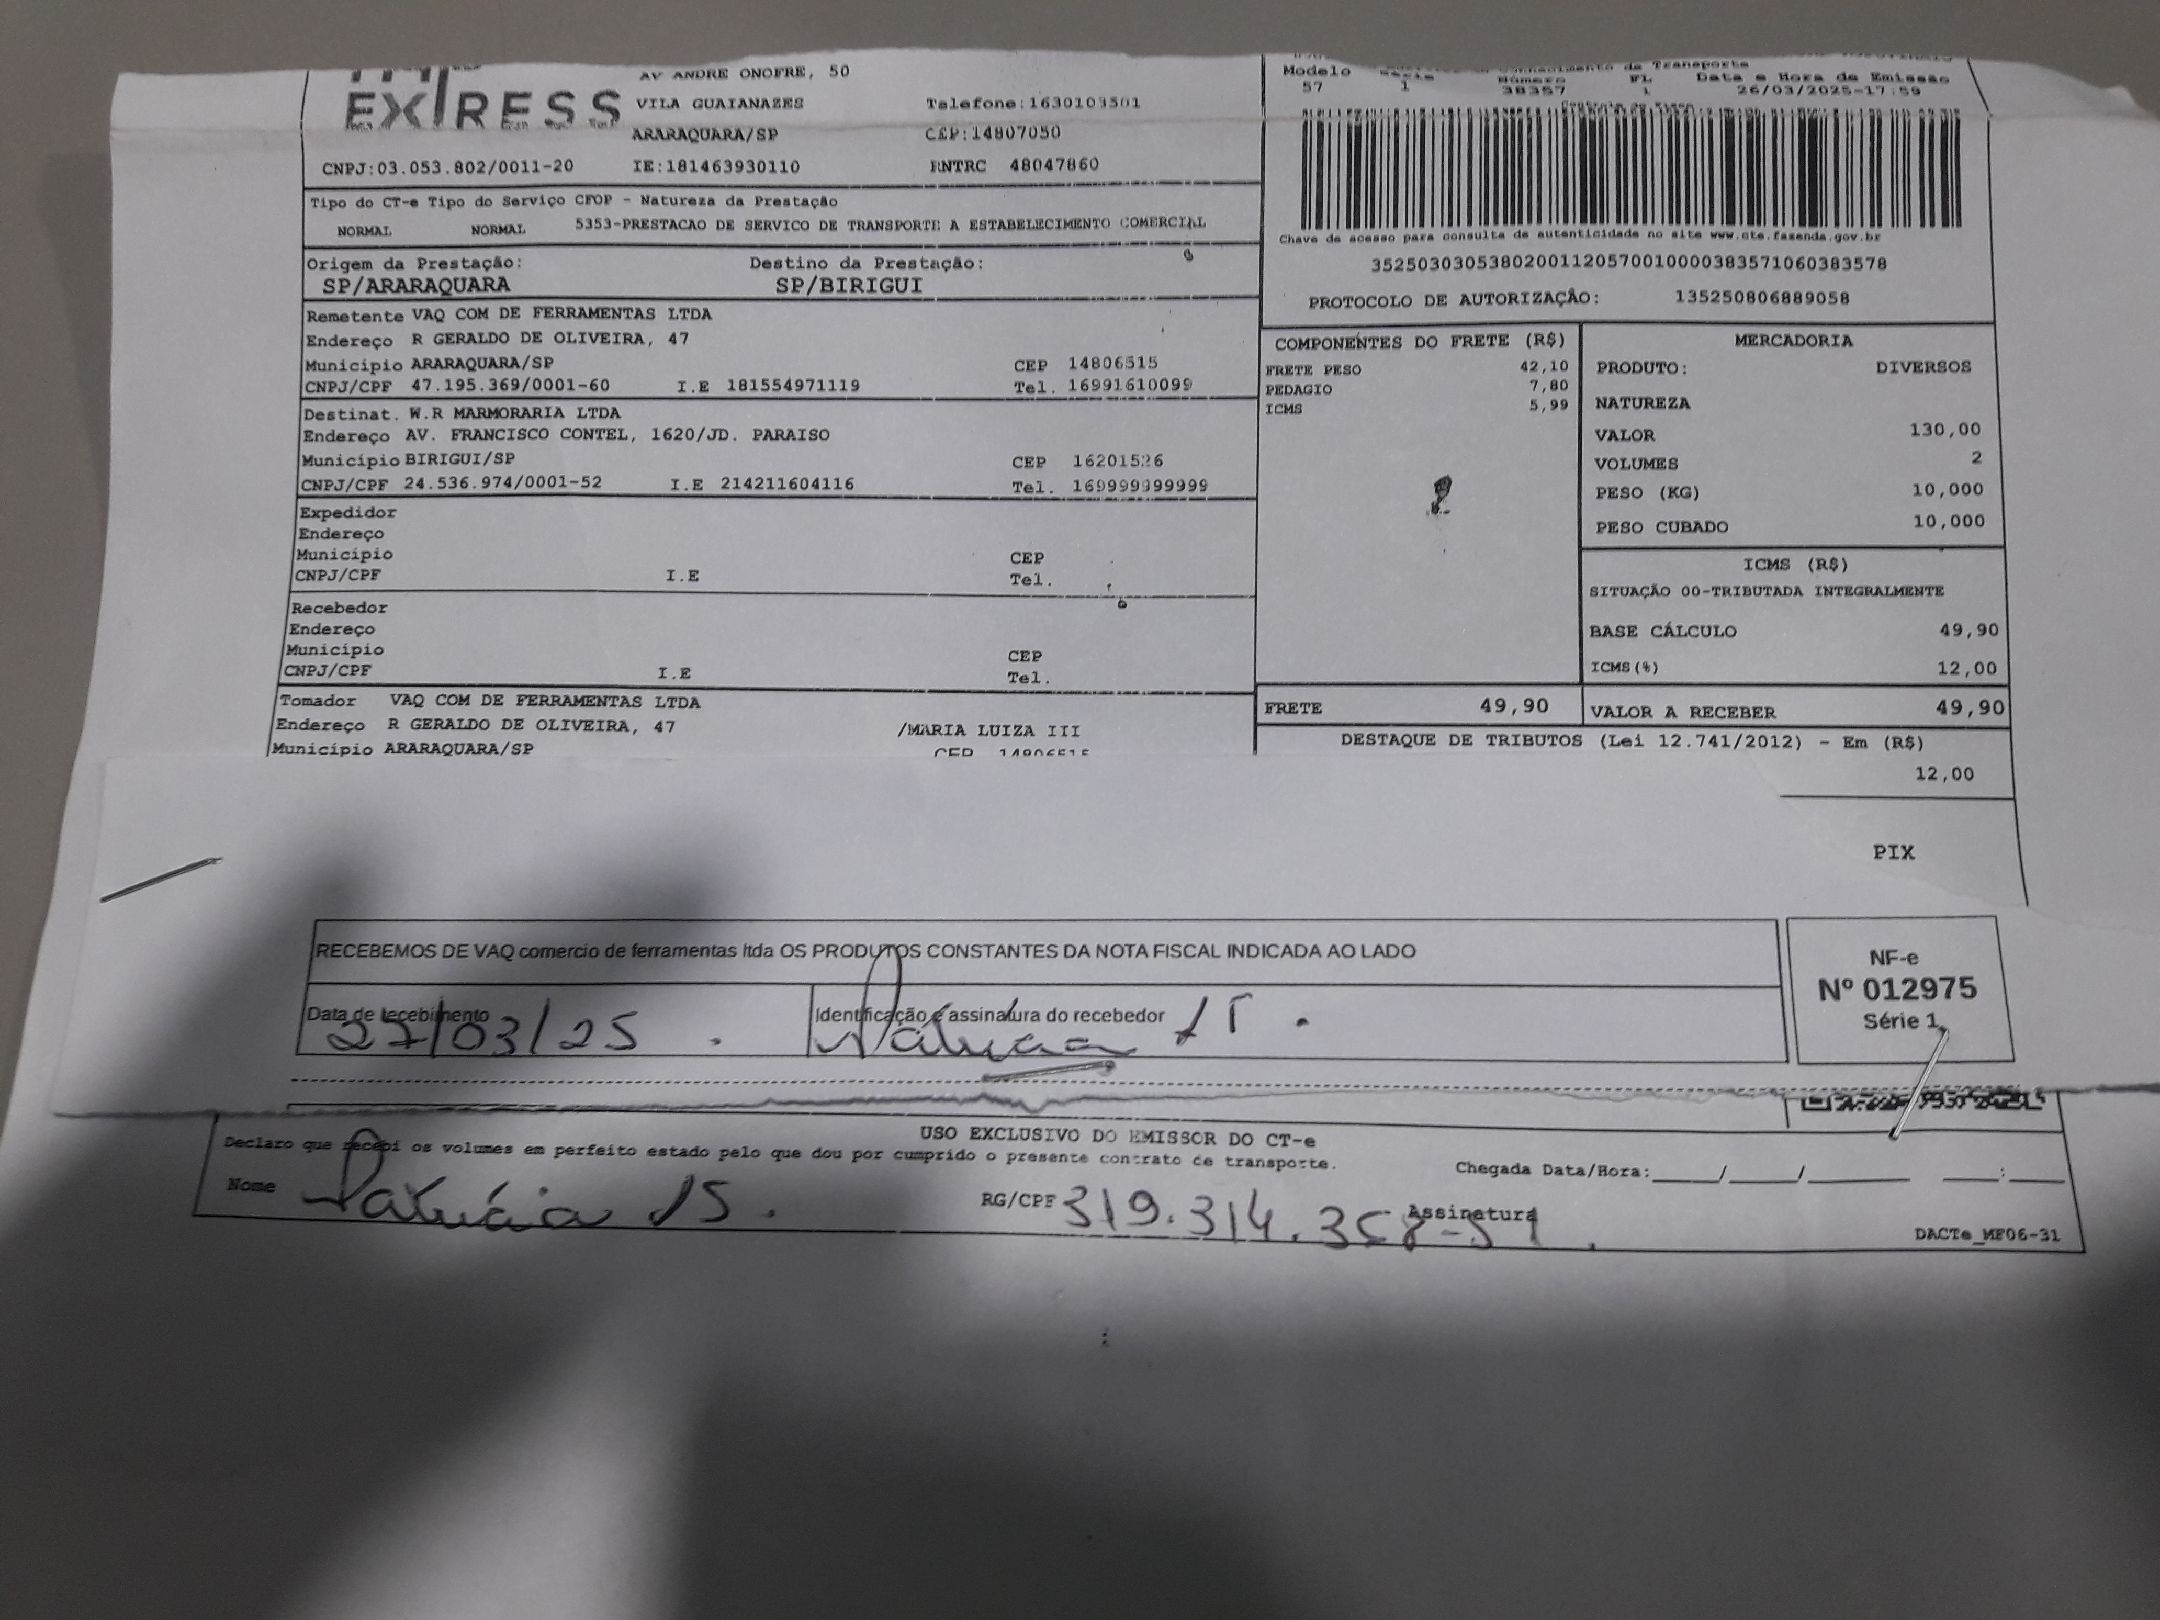 AV ANDRE ONOFRE, 50
EXPRESS VILA GUAIANAZES Telefone:1630103501
ARARAQUARA/SP CEP:14807050
CNPJ:03.053.802/0011-20 IE:181463930110 RNTRC 48047860
Modelo Série Número FL Data e Hora de Emissão
57 1 38357 1 26/03/2025-17:59
Tipo do CT-e Tipo do Serviço CFOP - Natureza da Prestação
NORMAL NORMAL 5353-PRESTACAO DE SERVICO DE TRANSPORTE A ESTABELECIMENTO COMERCIAL
Chave de acesso para consulta de autenticidade no site www.cte.fazenda.gov.br
35250303053802001120570010000383571060383578
PROTOCOLO DE AUTORIZAÇÃO: 135250806889058
Origem da Prestação: Destino da Prestação:
SP/ARARAQUARA SP/BIRIGUI
Remetente VAQ COM DE FERRAMENTAS LTDA
Endereço R GERALDO DE OLIVEIRA, 47
Município ARARAQUARA/SP CEP 14806515
CNPJ/CPF 47.195.369/0001-60 I.E 181554971119 Tel. 16991610099
Destinat. W.R MARMORARIA LTDA
Endereço AV. FRANCISCO CONTEL, 1620/JD. PARAISO
Município BIRIGUI/SP CEP 16201526
CNPJ/CPF 24.536.974/0001-52 I.E 214211604116 Tel. 169999999999
Expedidor
Endereço
Município CEP
CNPJ/CPF I.E Tel.
Recebedor
Endereço
Município CEP
CNPJ/CPF I.E Tel.
Tomador VAQ COM DE FERRAMENTAS LTDA
Endereço R GERALDO DE OLIVEIRA, 47 /MARIA LUIZA III
Município ARARAQUARA/SP CEP 14806515
COMPONENTES DO FRETE (R$)
FRETE PESO 42,10
PEDAGIO 7,80
ICMS 5,99
FRETE 49,90
MERCADORIA
PRODUTO: DIVERSOS
NATUREZA
VALOR 130,00
VOLUMES 2
PESO (KG) 10,000
PESO CUBADO 10,000
ICMS (R$)
SITUAÇÃO 00-TRIBUTADA INTEGRALMENTE
BASE CÁLCULO 49,90
ICMS(%) 12,00
VALOR A RECEBER 49,90
DESTAQUE DE TRIBUTOS (Lei 12.741/2012) - Em (R$)
12,00
PIX
RECEBEMOS DE VAQ comercio de ferramentas ltda OS PRODUTOS CONSTANTES DA NOTA FISCAL INDICADA AO LADO
Data de recebimento Identificação e assinatura do recebedor
27/03/25
NF-e
Nº 012975
Série 1
USO EXCLUSIVO DO EMISSOR DO CT-e
Declaro que recebi os volumes em perfeito estado pelo que dou por cumprido o presente contrato de transporte.
Chegada Data/Hora:____/____/______ ___:___
Nome Patrícia RG/CPF 319.314.358-51 Assinatura
DACTe_MF06-31